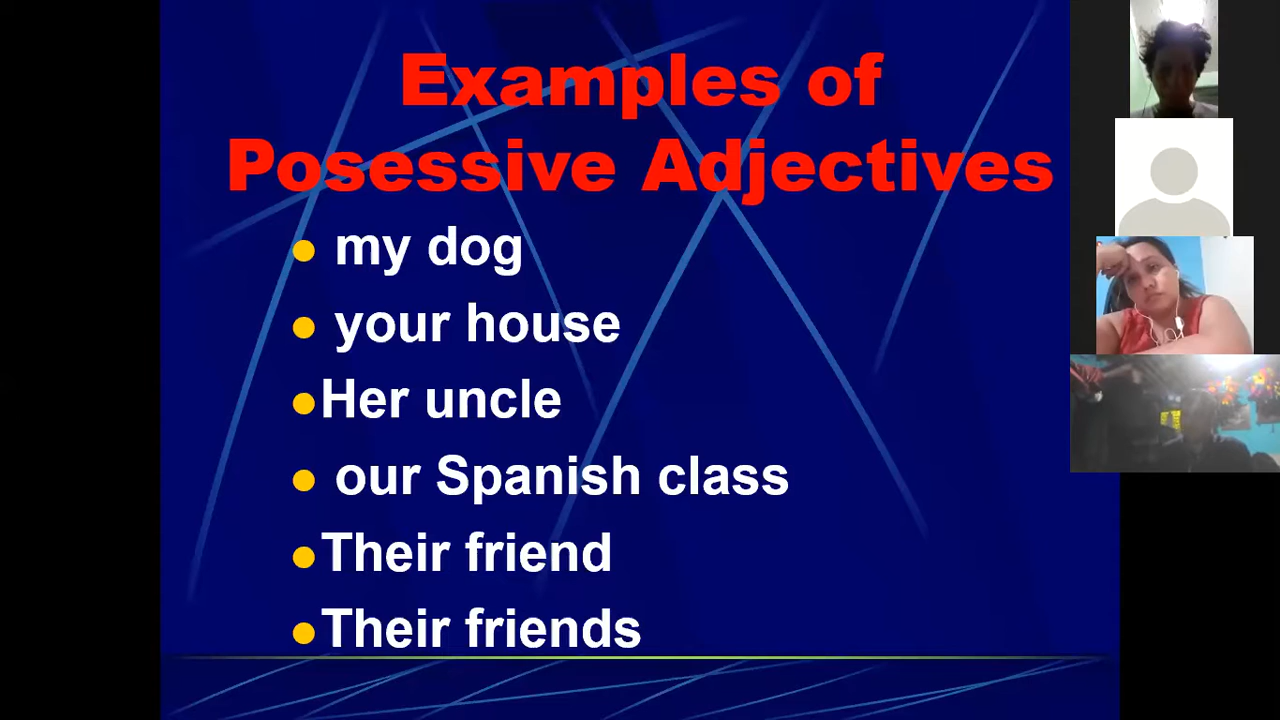 Examples of
Posessive Adjectives
my dog
your house
Her uncle
our Spanish class
Their friend
Their friends